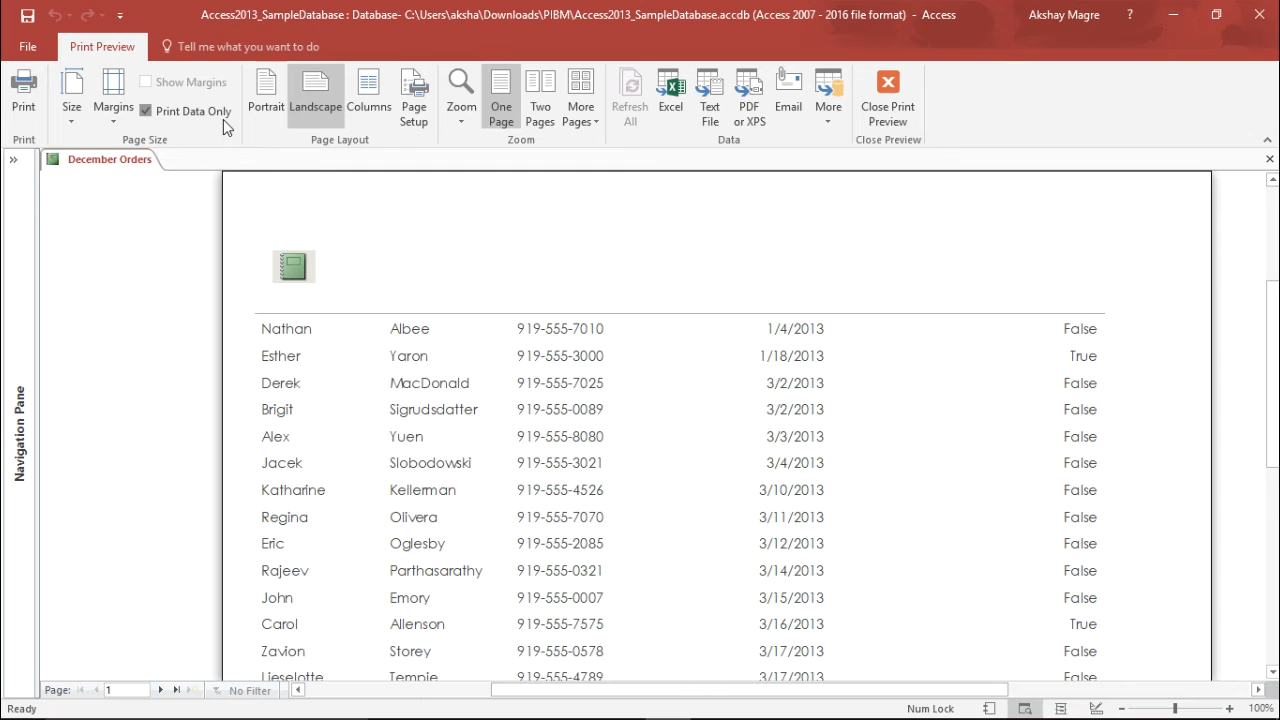 Access2013_SampleDatabase : Database- C:\Users\aksha\Downloads\PIBM\Access2013_SampleDatabase.accdb (Access 2007 - 2016 file format) - Access Akshay Magre ?
File Print Preview Tell me what you want to do
Print Size Margins Show Margins Print Data Only Portrait Landscape Columns Page Setup Zoom One Page Two Pages More Pages Refresh All Excel Text File PDF or XPS Email More Close Print Preview
Print Page Size Page Layout Zoom Data Close Preview
December Orders
Navigation Pane
Nathan Albee 919-555-7010 1/4/2013 False
Esther Yaron 919-555-3000 1/18/2013 True
Derek MacDonald 919-555-7025 3/2/2013 False
Brigit Sigrudsdatter 919-555-0089 3/2/2013 False
Alex Yuen 919-555-8080 3/3/2013 False
Jacek Slobodowski 919-555-3021 3/4/2013 False
Katharine Kellerman 919-555-4526 3/10/2013 False
Regina Olivera 919-555-7070 3/11/2013 False
Eric Oglesby 919-555-2085 3/12/2013 False
Rajeev Parthasarathy 919-555-0321 3/14/2013 False
John Emory 919-555-0007 3/15/2013 False
Carol Allenson 919-555-7575 3/16/2013 True
Zavion Storey 919-555-0578 3/17/2013 False
Lieselotte Temple 919-555-4789 3/17/2013 False
Page: 1 No Filter
Ready Num Lock 100%